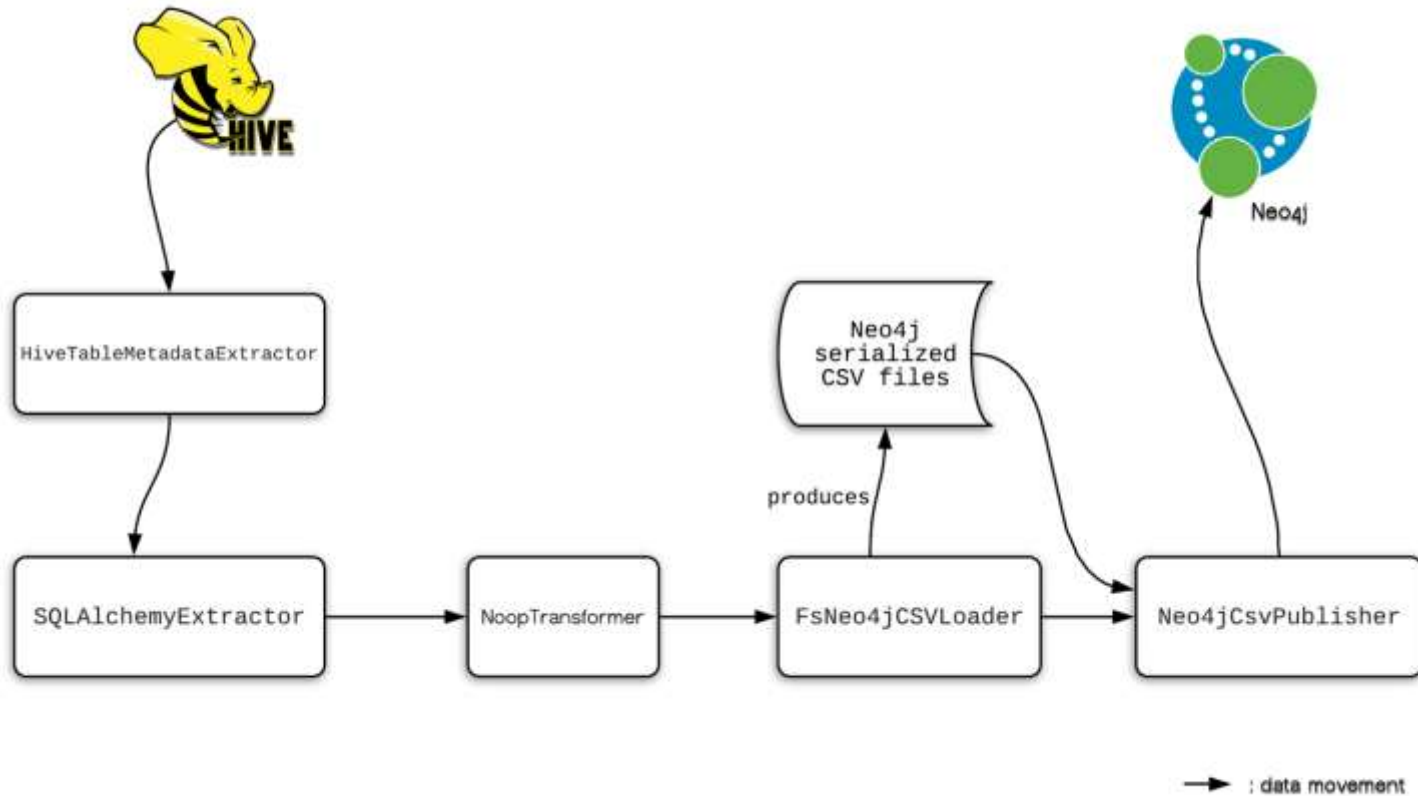 HIVE
Neo4j
HiveTableMetadataExtractor
Neo4j
serialized
CSV files
produces
SQLAlchemyExtractor
NoopTransformer
FsNeo4jCSVLoader
Neo4jCsvPublisher
: data movement